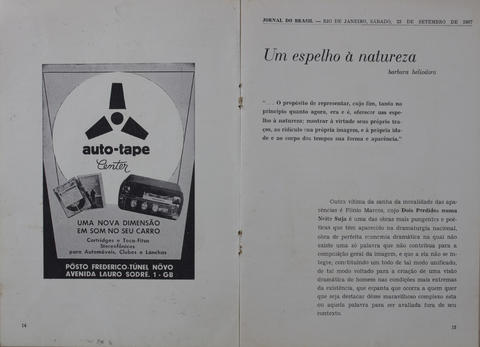 auto-tape
Center
UMA NOVA DIMENSÃO
EM SOM NO SEU CARRO
Cartridges e Toca-Fitas
Stereofônicos
para Automóveis, Clubes e Lanchas
PÔSTO FREDERICO-TÚNEL NÔVO
AVENIDA LAURO SODRE, 1 - GB
14
JORNAL DO BRASIL — RIO DE JANEIRO, SÁBADO, 23 DE SETEMBRO DE 1967
Um espelho à natureza
barbara heliodora
"... O propósito de representar, cujo fim, tanto no
princípio quanto agora, era e é, oferecer um espe-
lho à natureza; mostrar à virtude seus próprio tra-
ços, ao ridículo sua própria imagem, e à própria ida-
de e ao corpo dos tempos sua forma e aparência."
Outra vítima da sanha da moralidade das apa-
rências é Plínio Marcos, cujo Dois Perdidos numa
Noite Suja é uma das obras mais pungentes e poé-
ticas que têm aparecido na dramaturgia nacional,
obra de perfeita economia dramática na qual não
existe uma só palavra que não contribua para a
composição geral da imagem, e que a ela não se in-
tegre, constituindo um todo de tal modo unificado,
de tal modo voltado para a criação de uma visão
dramática de homens nas condições mais extremas
da existência, que espanta que ocorra a quem quer
que seja destacar dêsse maravilhoso complexo esta
ou aquela palavra para ser avaliada fora de seu
contexto.